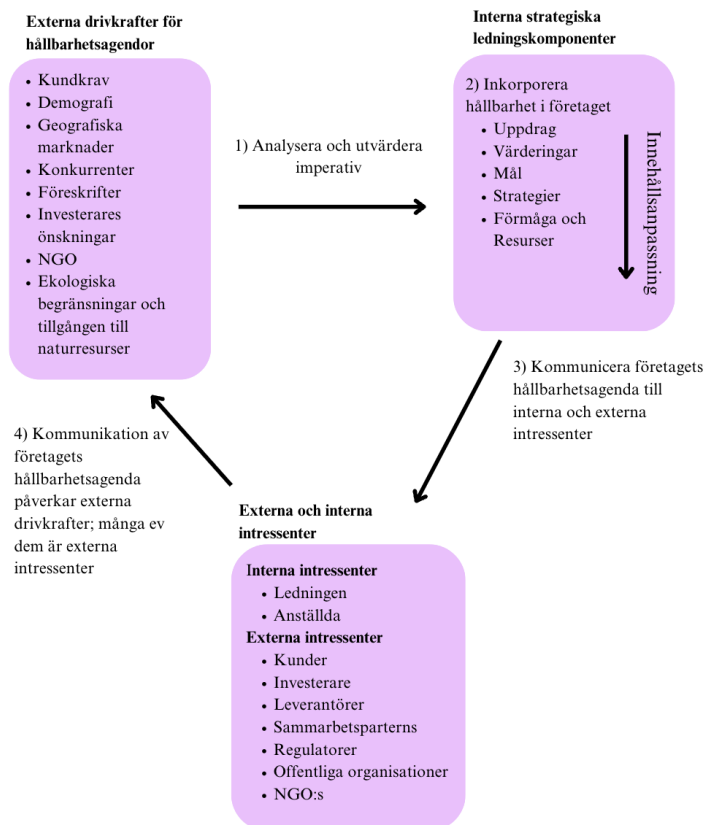 Externa drivkrafter för
hållbarhetsagendor
Kundkrav
Demografi
Geografiska
marknader
Konkurrenter
Föreskrifter
Investerares
önskningar
NGO
Ekologiska
begränsningar och
tillgången till
naturresurser
1) Analysera och utvärdera
imperativ
Interna strategiska
ledningskomponenter
2) Inkorporera
hållbarhet i företaget
Uppdrag
Värderingar
Mål
Strategier
Förmåga och
Resurser
Innehållsanpassning
3) Kommunicera företagets
hållbarhetsagenda till
interna och externa
intressenter
Externa och interna
intressenter
Interna intressenter
Ledningen
Anställda
Externa intressenter
Kunder
Investerare
Leverantörer
Sammarbetsparterns
Regulatorer
Offentliga organisationer
NGO:s
4) Kommunikation av
företagets
hållbarhetsagenda
påverkar externa
drivkrafter; många ev
dem är externa
intressenter